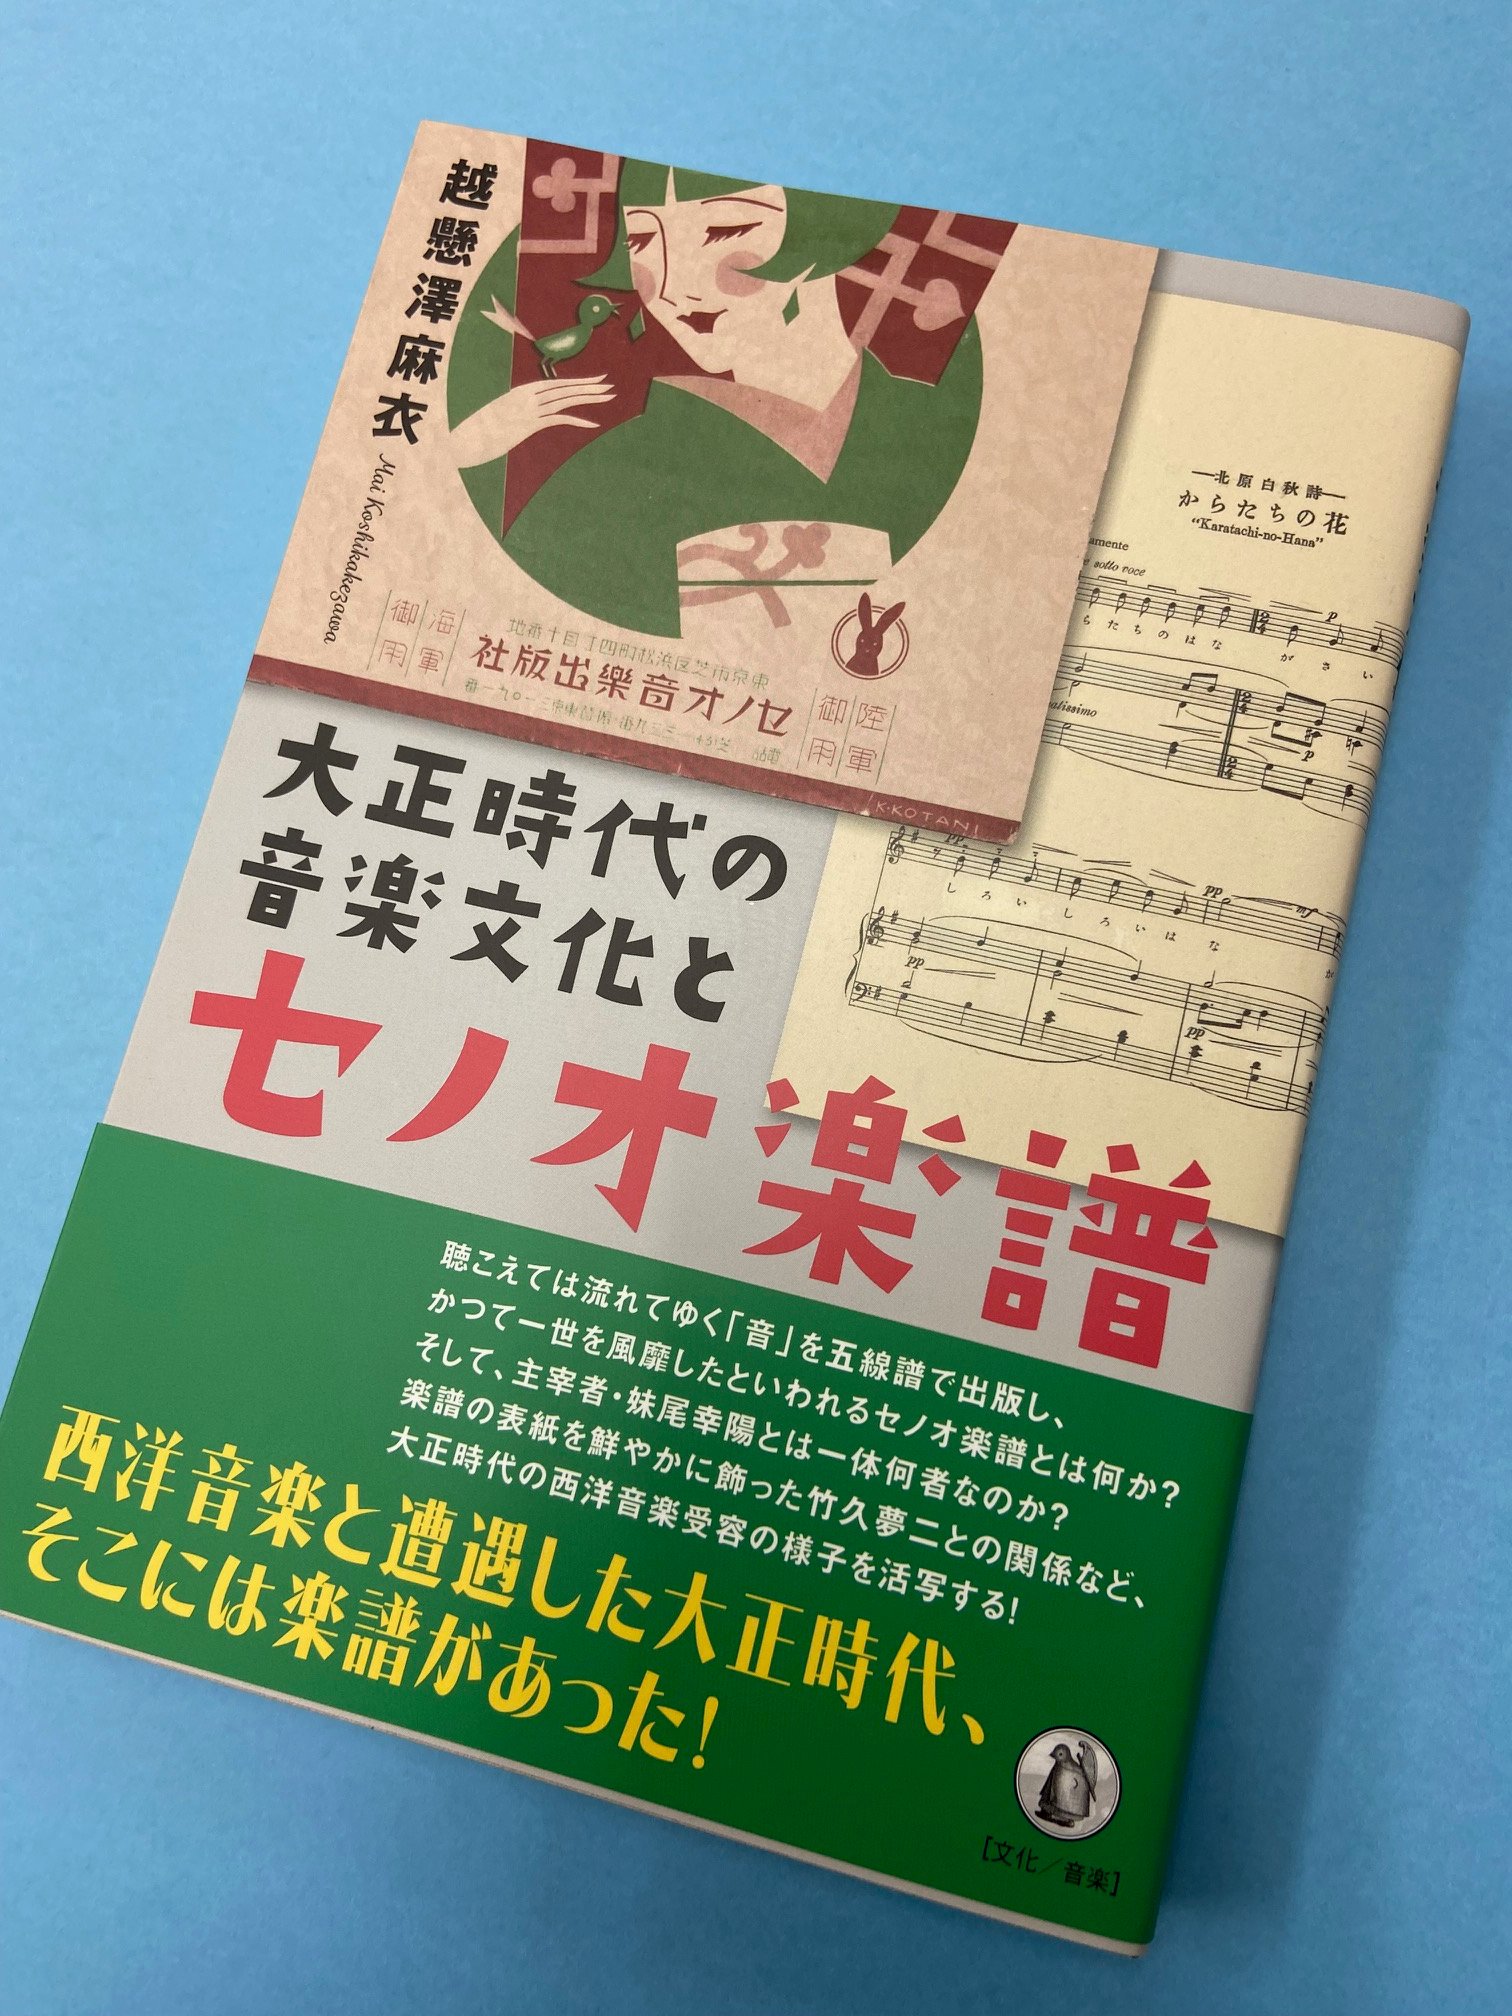 越懸澤麻衣
Mai Koshikakezawa
海軍
御用
東京市芝区浜松町四丁目十番地
セノオ音樂出版社
陸軍
御用
K・KOTANI
―北原白秋詩―
からたちの花
"Karatachi-no-Hana"
amente
sotto voce
p
らたちのはな がさい
p
pp
pp
mf
しろいしろいはな
が
pp
pp
大正時代の
音楽文化と
セノオ楽譜
聴こえては流れてゆく「音」を五線譜で出版し、
かつて一世を風靡したといわれるセノオ楽譜とは何か?
そして、主宰者・妹尾幸陽とは一体何者なのか?
楽譜の表紙を鮮やかに飾った竹久夢二との関係など、
大正時代の西洋音楽受容の様子を活写する!
西洋音楽と遭遇した大正時代、
そこには楽譜があった!
[文化/音楽]